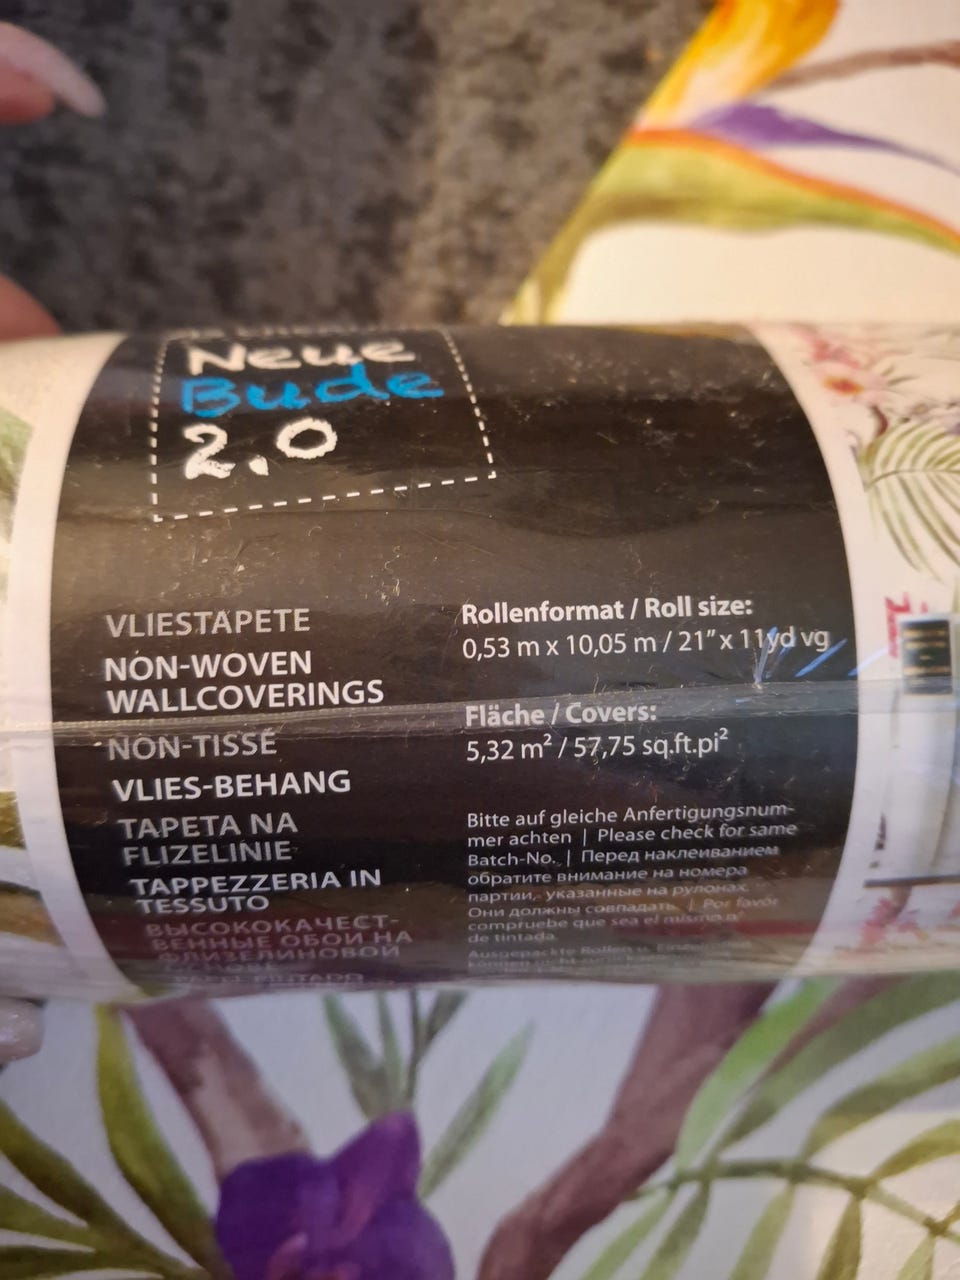 Neue
Bude
2.0
VLIESTAPETE
NON-WOVEN
WALLCOVERINGS
NON-TISSÉ
VLIES-BEHANG
TAPETA NA
FLIZELINIE
TAPPEZZERIA IN
TESSUTO
ВЫСОКОКАЧЕСТ-
ВЕННЫЕ ОБОИ НА
ФЛИЗЕЛИНОВОЙ
ОСНОВЕ
Rollenformat / Roll size:
0,53 m x 10,05 m / 21” x 11yd vg
Fläche / Covers:
5,32 m² / 57,75 sq.ft.pi²
Bitte auf gleiche Anfertigungsnum-
mer achten | Please check for same
Batch-No. | Перед наклеиванием
обратите внимание на номера
партии, указанные на рулонах.
Они должны совпадать. | Por favor
compruebe que sea el mismo n°
de tintada.
Ausgepackte Rollen